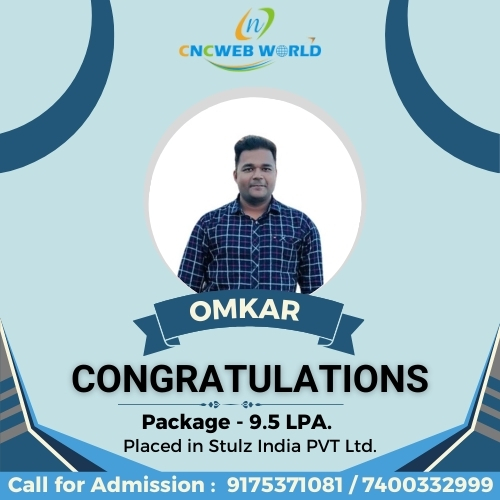 n
CNCWEB WORLD
OMKAR
CONGRATULATIONS
Package - 9.5 LPA.
Placed in Stulz India PVT Ltd.
Call for Admission : 9175371081 / 7400332999